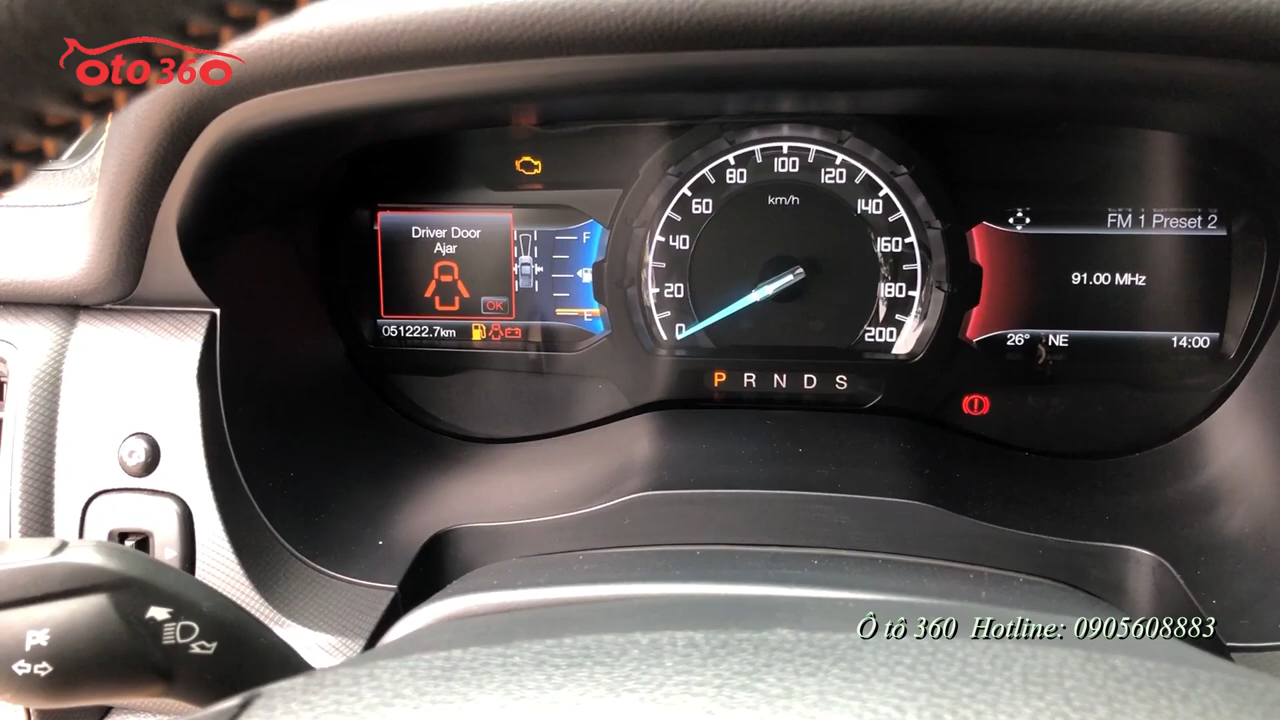 oto360
Driver Door
Ajar
OK
051222.7km
F
E
0
20
40
60
80
100
120
140
160
180
200
km/h
P R N D S
FM 1 Preset 2
91.00 MHz
26° NE
14:00
Ô tô 360 Hotline: 0905608883